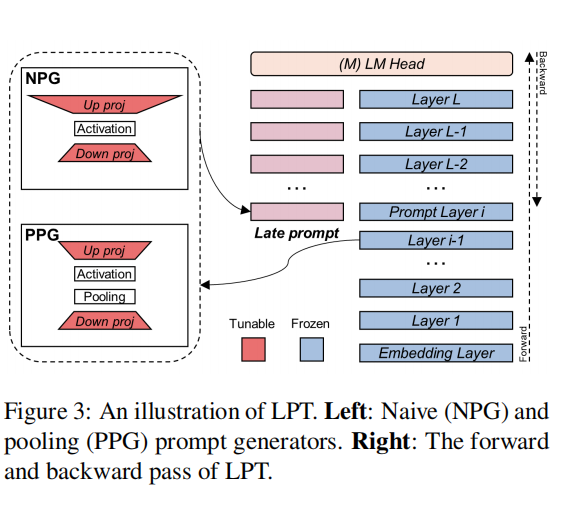 NPG
Up proj
Activation
Down proj
PPG
Up proj
Activation
Pooling
Down proj
(M) LM Head
Layer L
Layer L-1
Layer L-2
...
...
Prompt Layer i
Late prompt
Layer i-1
...
Layer 2
Layer 1
Embedding Layer
Tunable
Frozen
Backward
Forward
Figure 3: An illustration of LPT. Left: Naive (NPG) and
pooling (PPG) prompt generators. Right: The forward
and backward pass of LPT.